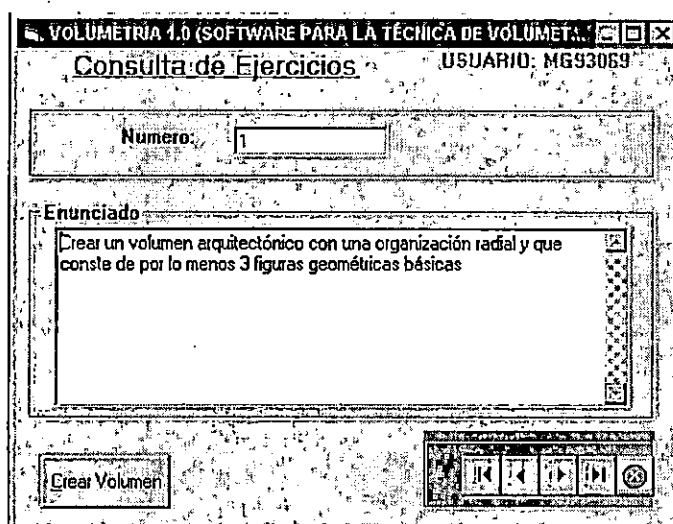 VOLUMETRIA 1.0 (SOFTWARE PARA LA TÉCNICA DE VOLUMET...
Consulta de Ejercicios
USUARIO: MG93069
Numero:
1
Enunciado
Crear un volumen arquitectónico con una organización radial y que
conste de por lo menos 3 figuras geométricas básicas
Crear Volumen